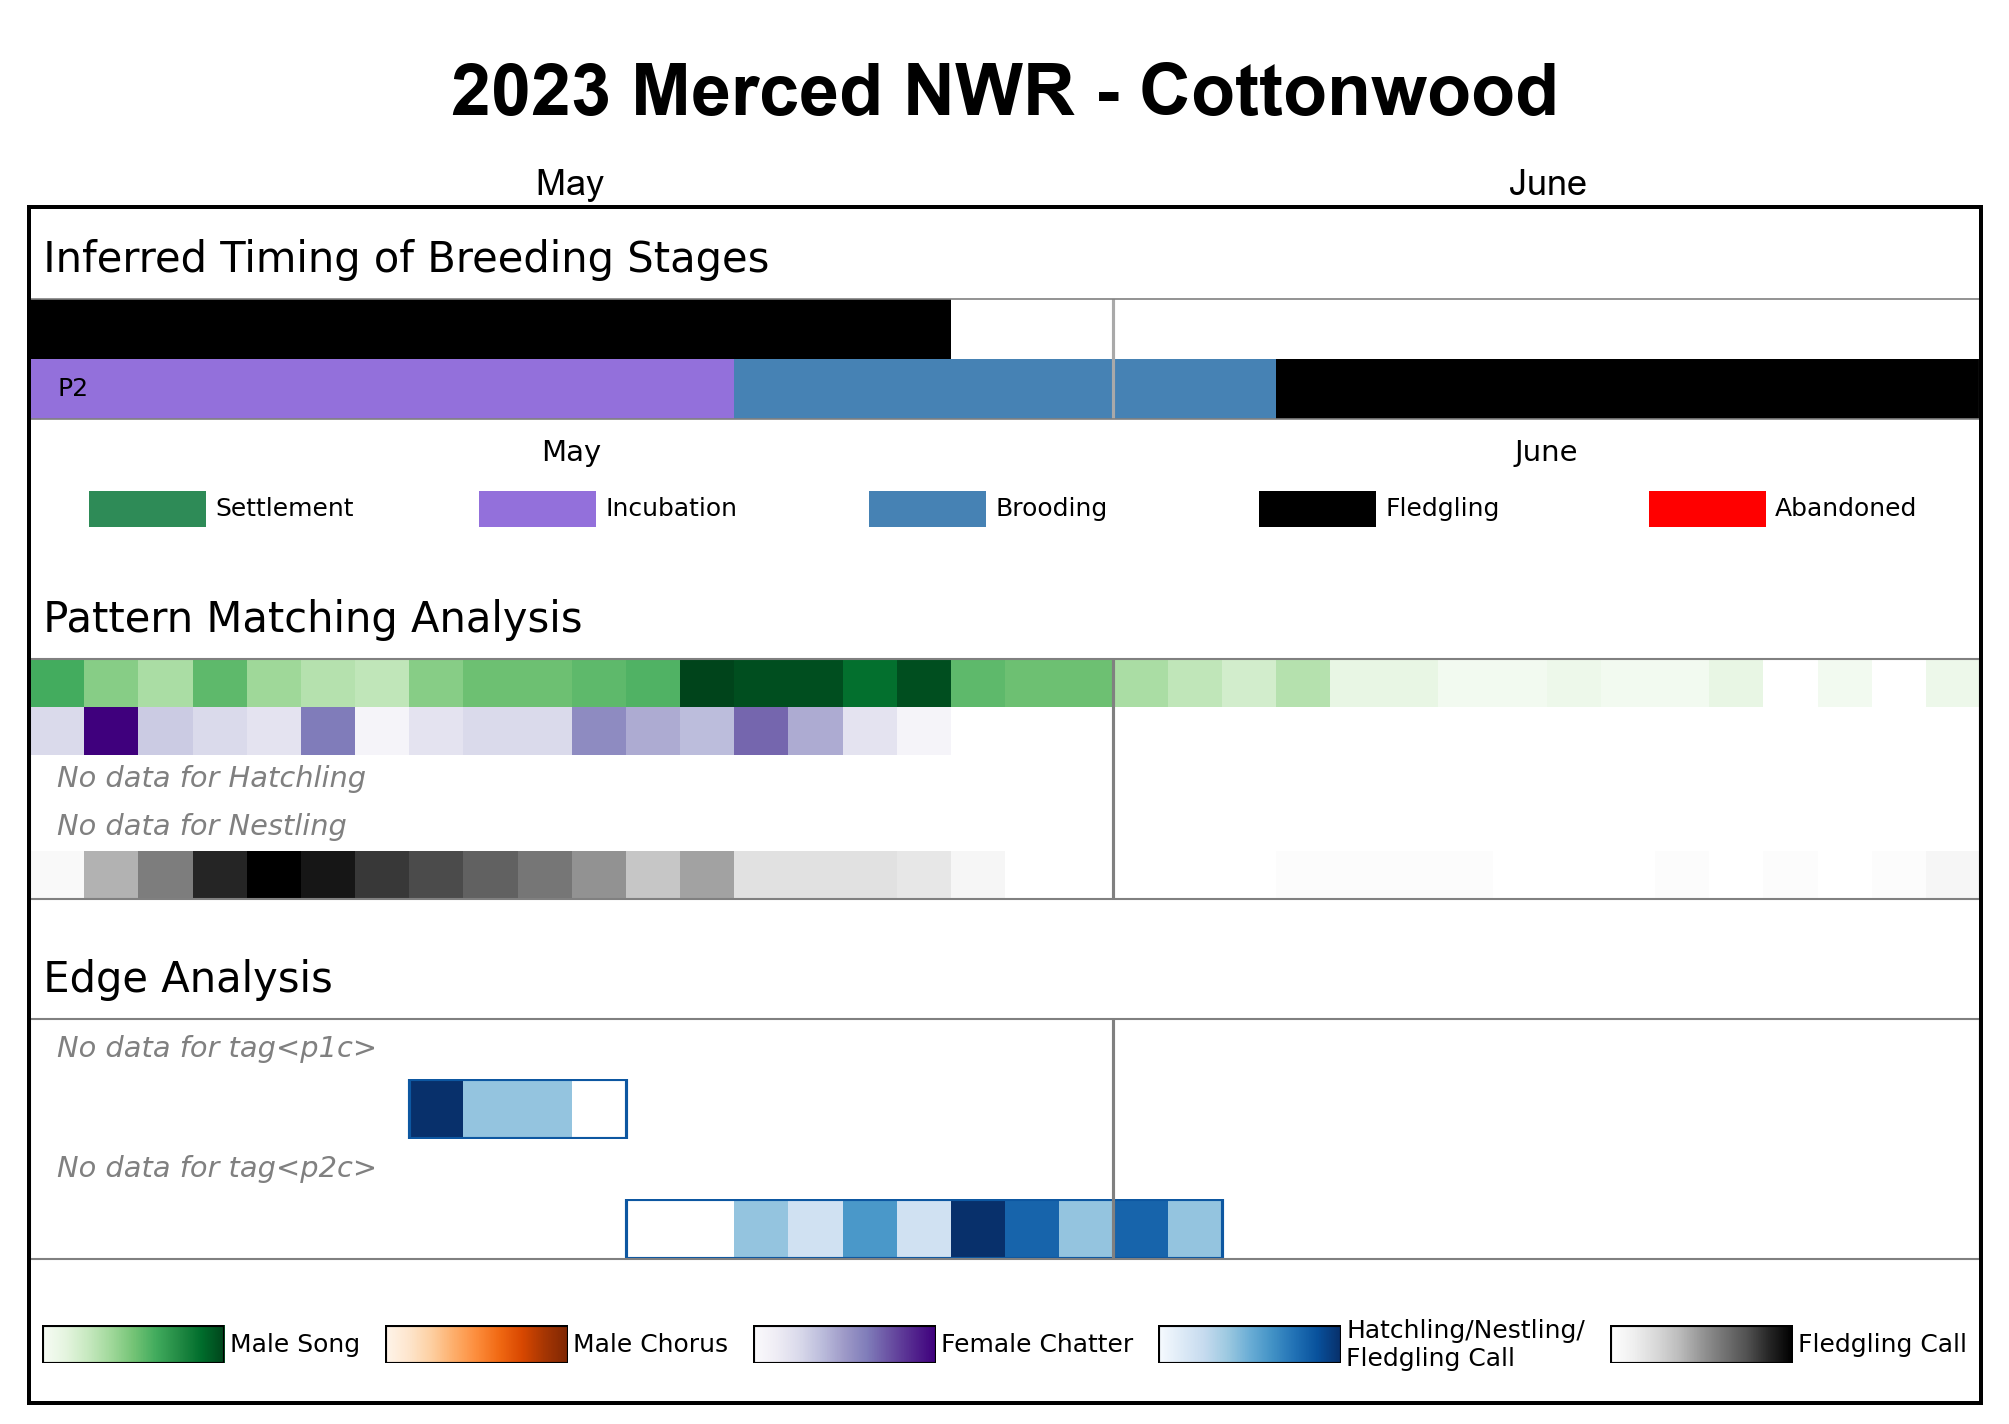 2023 Merced NWR - Cottonwood
May June
Inferred Timing of Breeding Stages
P2
May June
Settlement Incubation Brooding Fledgling Abandoned
Pattern Matching Analysis
No data for Hatchling
No data for Nestling
Edge Analysis
No data for tag<p1c>
No data for tag<p2c>
Male Song Male Chorus Female Chatter Hatchling/Nestling/
Fledgling Call Fledgling Call